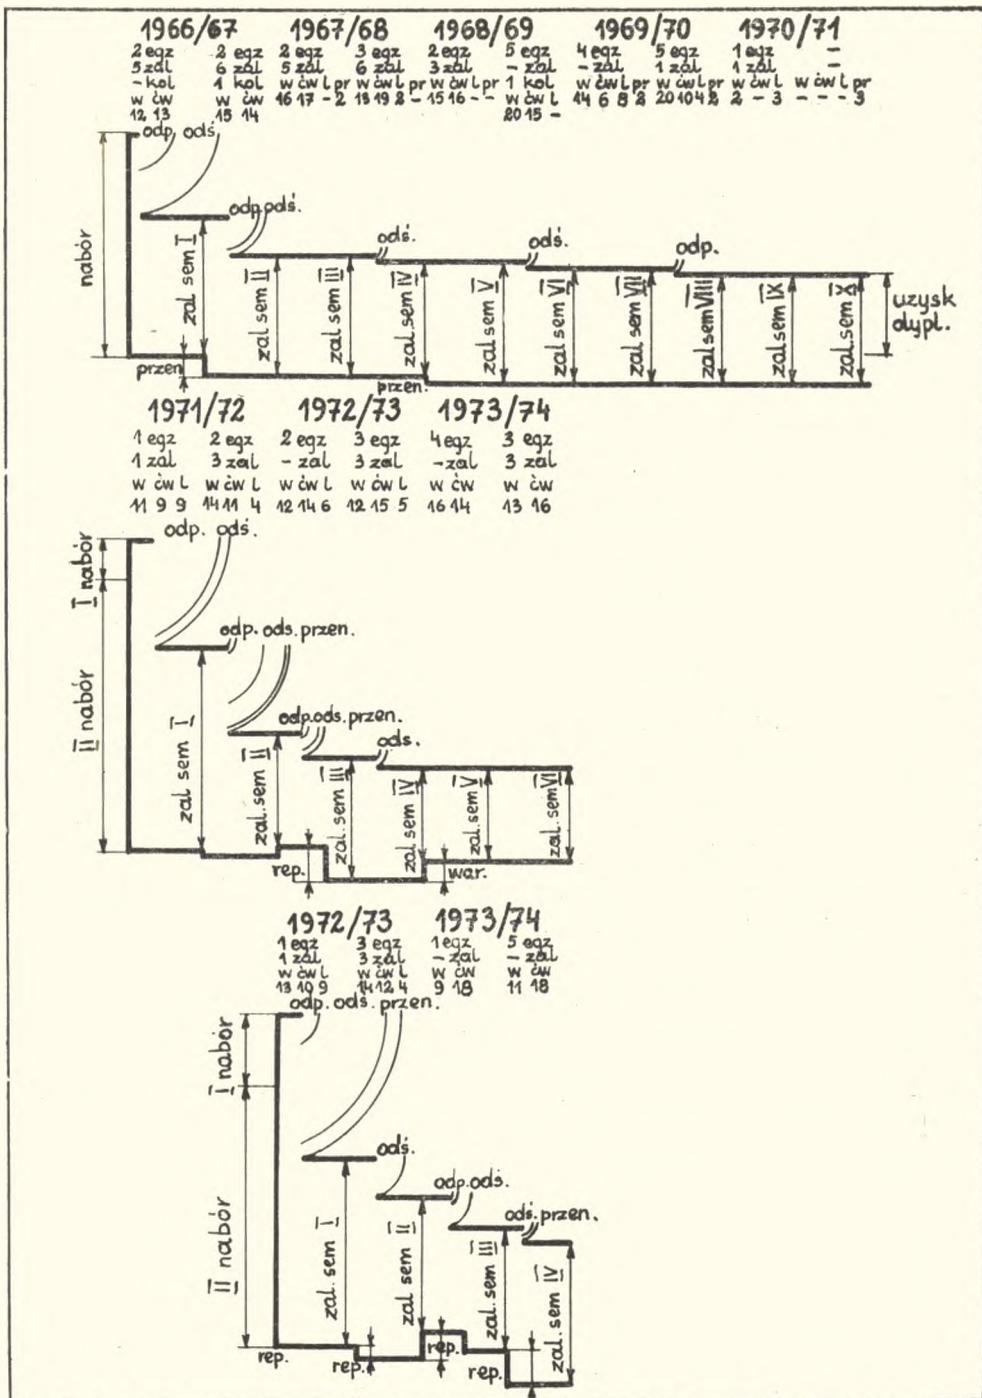 1966/67 1967/68 1968/69 1969/70 1970/71
2 egz 2 egz 2 egz 3 egz 2 egz 5 egz 4 egz 5 egz 1 egz -
5 zal 6 zal 5 zal 6 zal 3 zal - zal - zal 1 zal 1 zal -
- kol 1 kol w ćw l pr w ćw l pr w ćw l pr 1 kol w ćw l pr w ćw l pr w ćw l w ćw l pr
w ćw w ćw 16 17 - 2 13 19 2 - 15 16 - - w ćw l 14 6 8 2 20 10 4 2 2 - 3 - - - 3
12 13 15 14 20 15 -
odp. odś
odp. odś.
odś.
odś.
odp.
nabór
zal sem I
zal sem II
zal sem III
zal. sem IV
zal sem V
zal sem VI
zal sem VII
zal. sem VIII
zal. sem IX
zal. sem X
uzysk
dypl.
przen
przen.
1971/72 1972/73 1973/74
1 egz 2 egz 2 egz 3 egz 4 egz 3 egz
1 zal 3 zal - zal 3 zal - zal 3 zal
w ćw l w ćw l w ćw l w ćw l w ćw w ćw
11 9 9 14 11 4 12 14 6 12 15 5 16 14 13 16
odp. odś.
I nabór
II nabór
odp. ods. przen.
odp. ods. przen.
ods.
zal sem I
zal. sem II
zal. sem III
zal. sem IV
zal. sem V
zal. sem VI
rep.
war.
1972/73 1973/74
1 egz 3 egz 1 egz 5 egz
1 zal 3 zal - zal - zal
w ćw l w ćw l w ćw w ćw
13 10 9 14 12 4 9 18 11 18
odp. odś. przen.
I nabór
II nabór
odś.
odp. odś.
odś. przen.
zal. sem I
zal sem II
zal. sem III
zal. sem IV
rep.
rep.
rep.
rep.